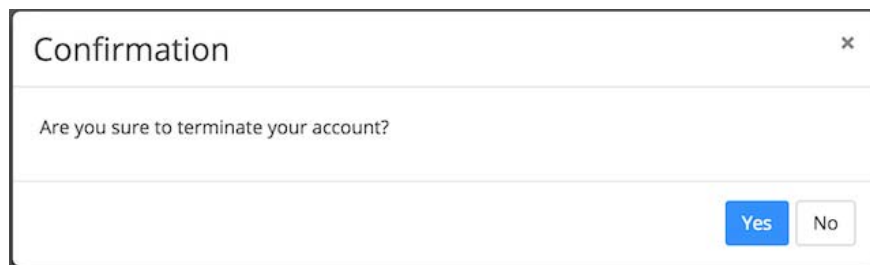 Confirmation ×
Are you sure to terminate your account?
Yes No